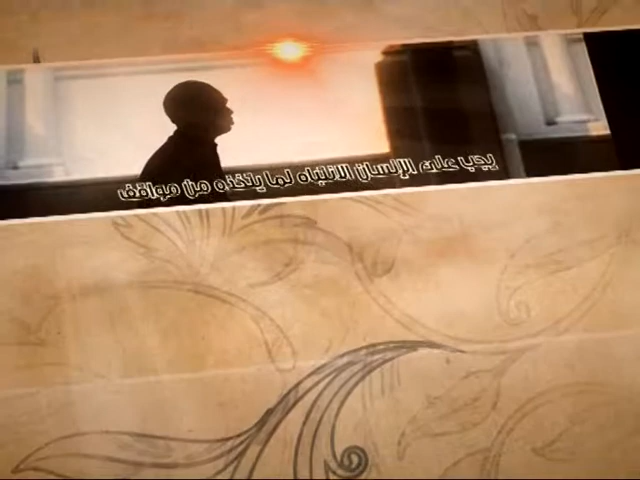 يجب على الإنسان الانتباه لما يتخذه من مواقف